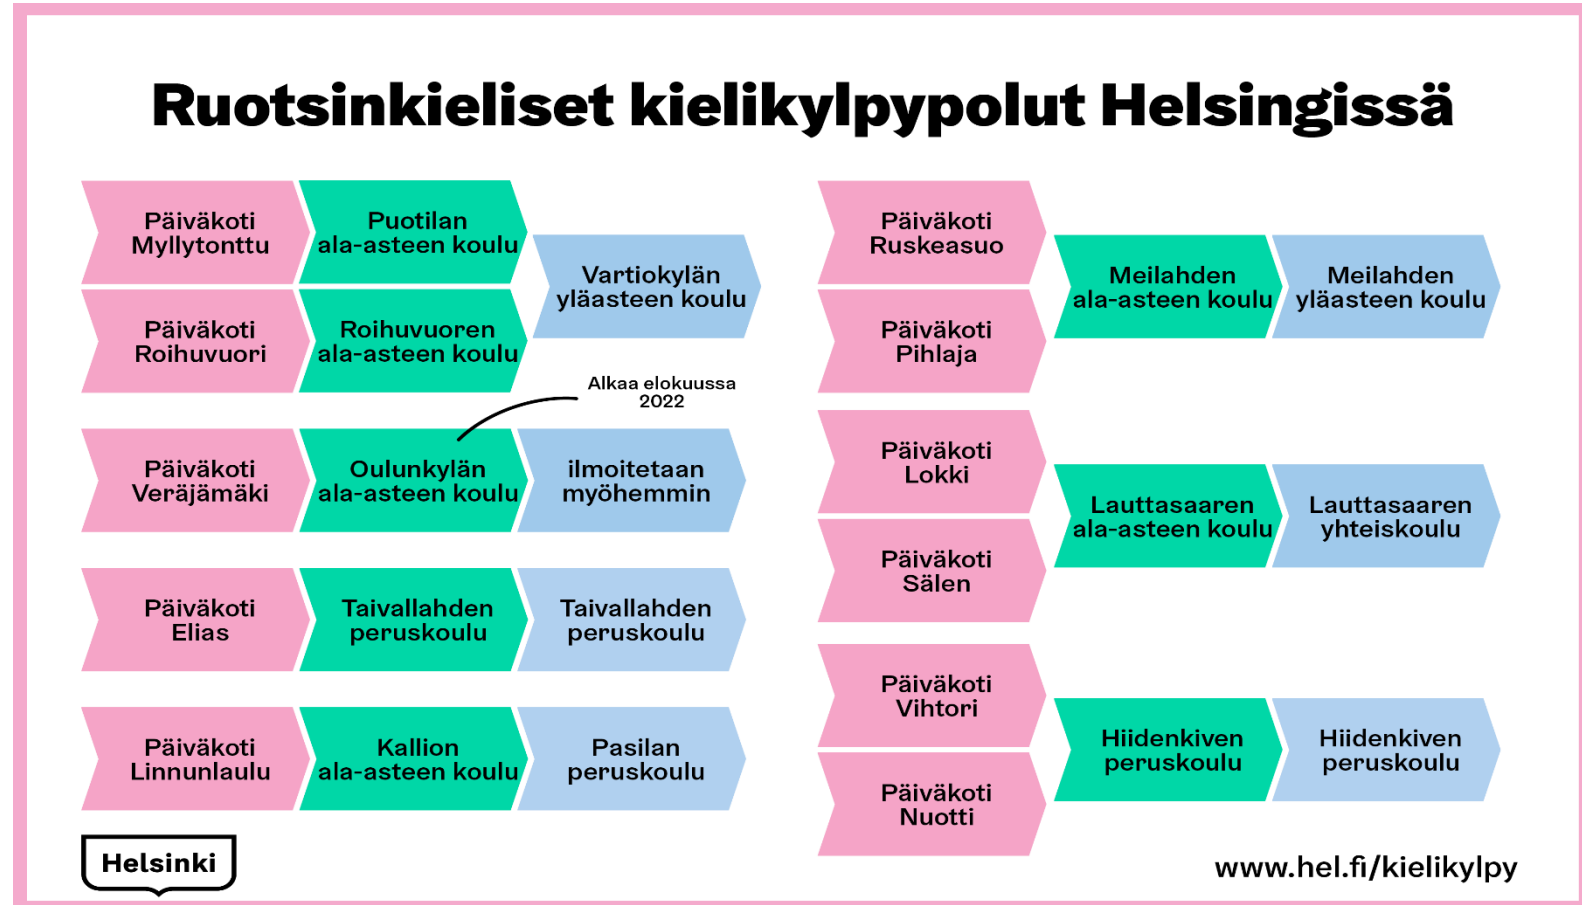 Ruotsinkieliset kielikylpypolut Helsingissä
Päiväkoti
Myllytonttu
Puotilan
ala-asteen koulu
Päiväkoti
Roihuvuori
Roihuvuoren
ala-asteen koulu
Vartiokylän
yläasteen koulu
Alkaa elokuussa
2022
Päiväkoti
Veräjämäki
Oulunkylän
ala-asteen koulu
ilmoitetaan
myöhemmin
Päiväkoti
Elias
Taivallahden
peruskoulu
Taivallahden
peruskoulu
Päiväkoti
Linnunlaulu
Kallion
ala-asteen koulu
Pasilan
peruskoulu
Päiväkoti
Ruskeasuo
Päiväkoti
Pihlaja
Meilahden
ala-asteen koulu
Meilahden
yläasteen koulu
Päiväkoti
Lokki
Päiväkoti
Sälen
Lauttasaaren
ala-asteen koulu
Lauttasaaren
yhteiskoulu
Päiväkoti
Vihtori
Päiväkoti
Nuotti
Hiidenkiven
peruskoulu
Hiidenkiven
peruskoulu
Helsinki
www.hel.fi/kielikylpy